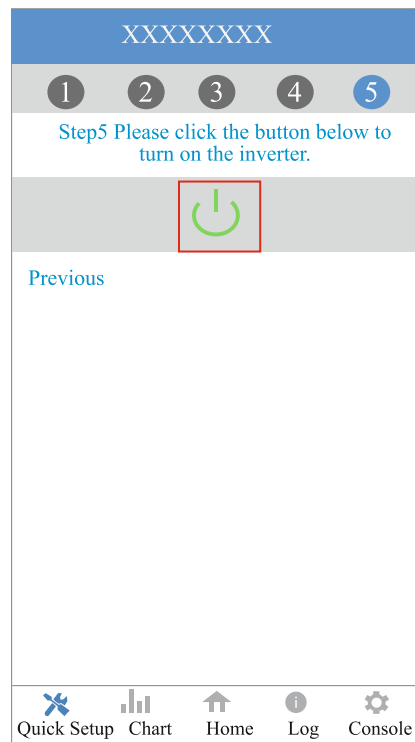 XXXXXXXX
1 2 3 4 5
Step5 Please click the button below to
turn on the inverter.
Previous
Quick Setup Chart Home Log Console